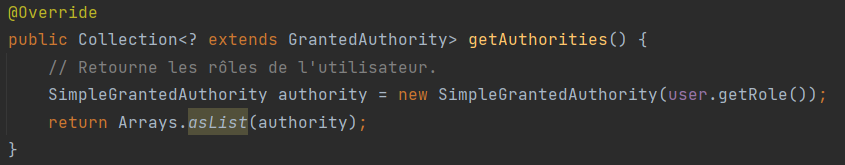 @Override
public Collection<? extends GrantedAuthority> getAuthorities() {
    // Retourne les rôles de l'utilisateur.
    SimpleGrantedAuthority authority = new SimpleGrantedAuthority(user.getRole());
    return Arrays.asList(authority);
}